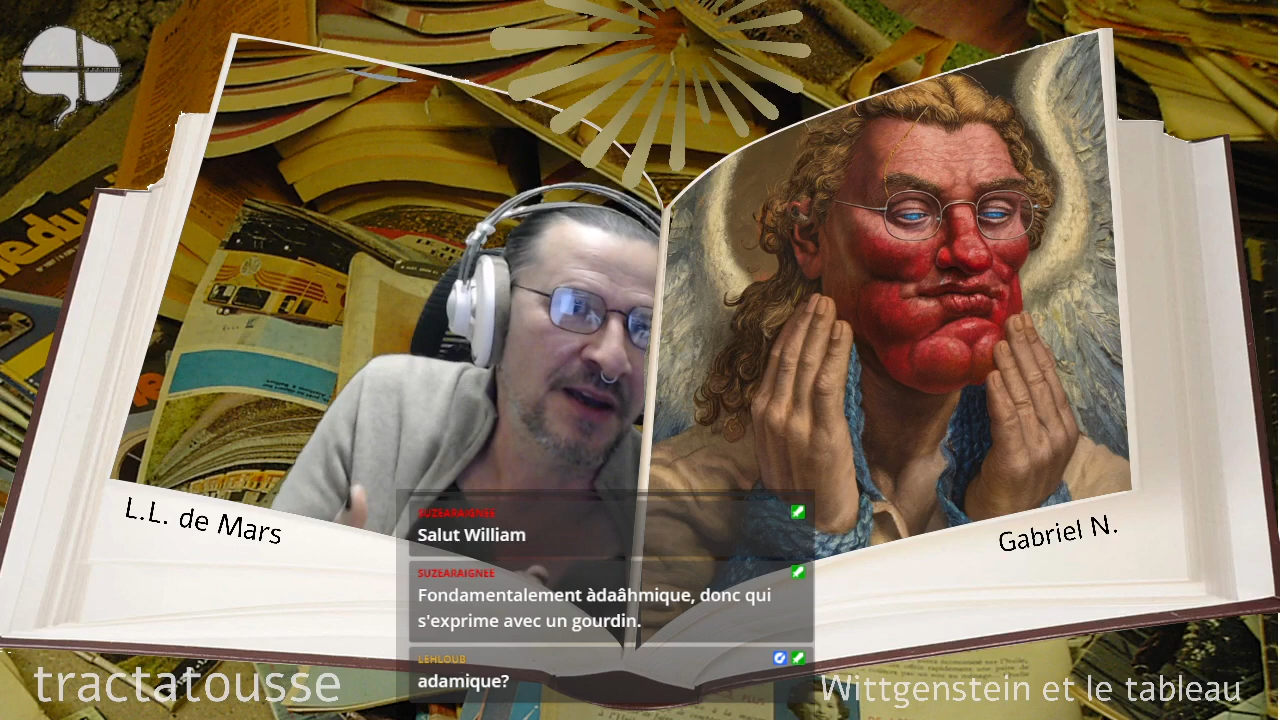 L.L. de Mars
Gabriel N.
SUZEARAIGNEE
Salut William
SUZEARAIGNEE
Fondamentalement àdaâhmique, donc qui
s'exprime avec un gourdin.
LEHLOUB
adamique?
tractatousse
Wittgenstein et le tableau